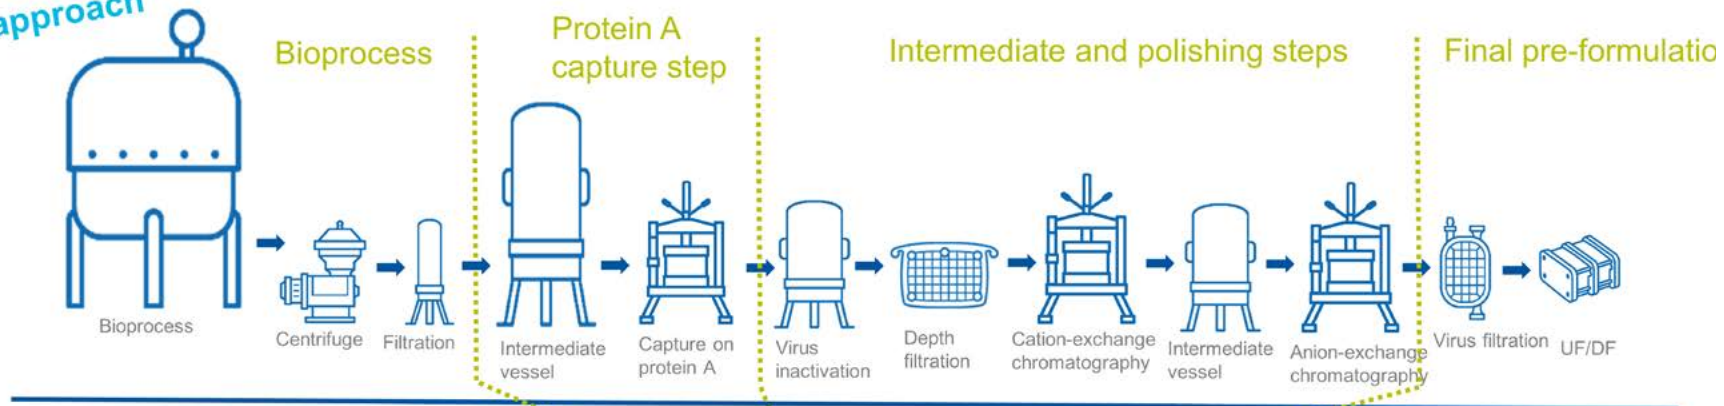 approach
Bioprocess
Protein A
capture step
Intermediate and polishing steps
Final pre-formulatio
Bioprocess
Centrifuge
Filtration
Intermediate
vessel
Capture on
protein A
Virus
inactivation
Depth
filtration
Cation-exchange
chromatography
Intermediate
vessel
Anion-exchange
chromatography
Virus filtration
UF/DF